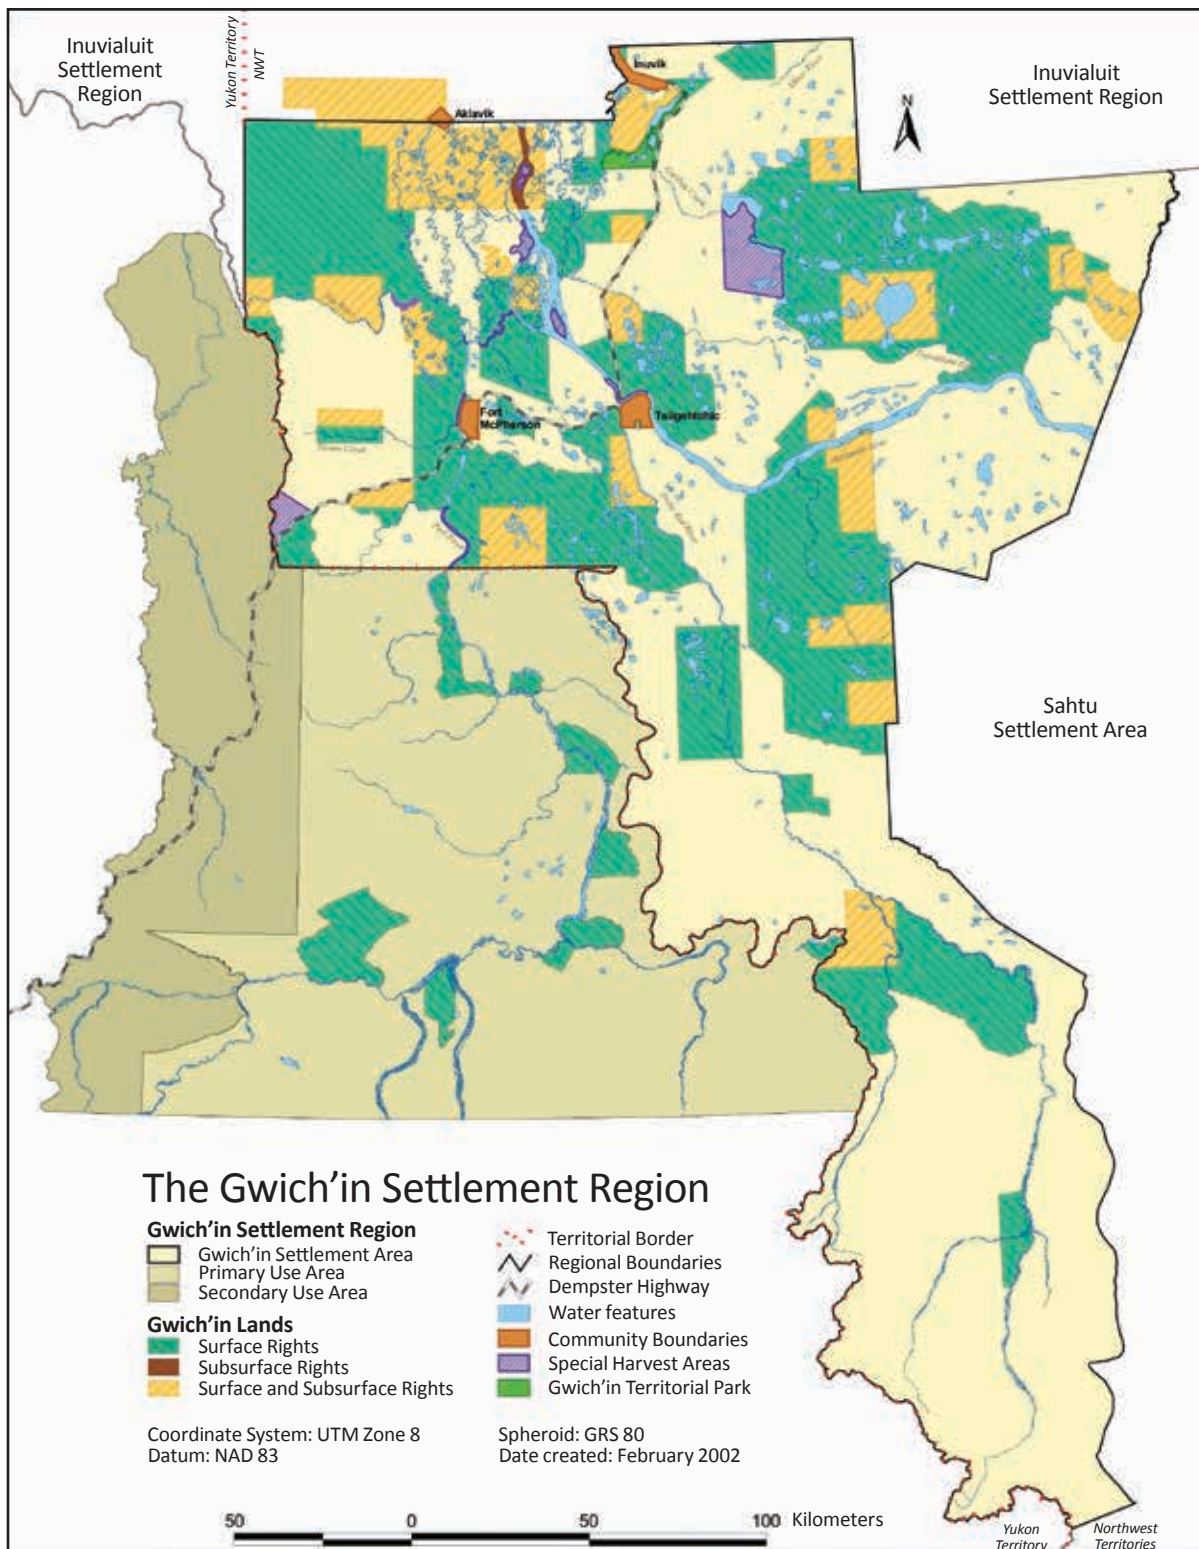 Inuvialuit
Settlement
Region
Yukon Territory
NWT
Inuvik
Inuvialuit
Settlement Region
N
Aklavik
Fort
McPherson
Tsiigehtchic
Sahtu
Settlement Area
The Gwich'in Settlement Region
Gwich'in Settlement Region
Gwich'in Settlement Area
Primary Use Area
Secondary Use Area
Gwich'in Lands
Surface Rights
Subsurface Rights
Surface and Subsurface Rights
Territorial Border
Regional Boundaries
Dempster Highway
Water features
Community Boundaries
Special Harvest Areas
Gwich'in Territorial Park
Coordinate System: UTM Zone 8
Datum: NAD 83
Spheroid: GRS 80
Date created: February 2002
50 0 50 100 Kilometers
Yukon
Territory
Northwest
Territories